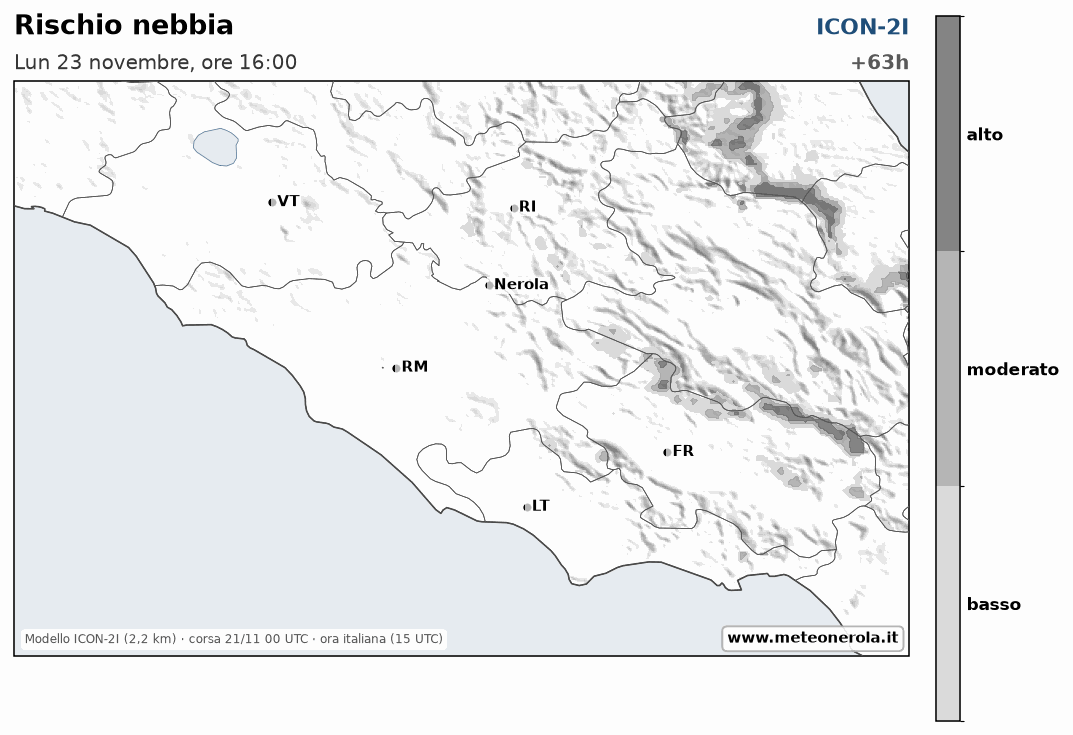 Rischio nebbia
ICON-2I
Lun 23 novembre, ore 16:00
+63h
alto
VT
RI
Nerola
RM
moderato
FR
LT
basso
Modello ICON-2I (2,2 km) · corsa 21/11 00 UTC · ora italiana (15 UTC)
www.meteonerola.it